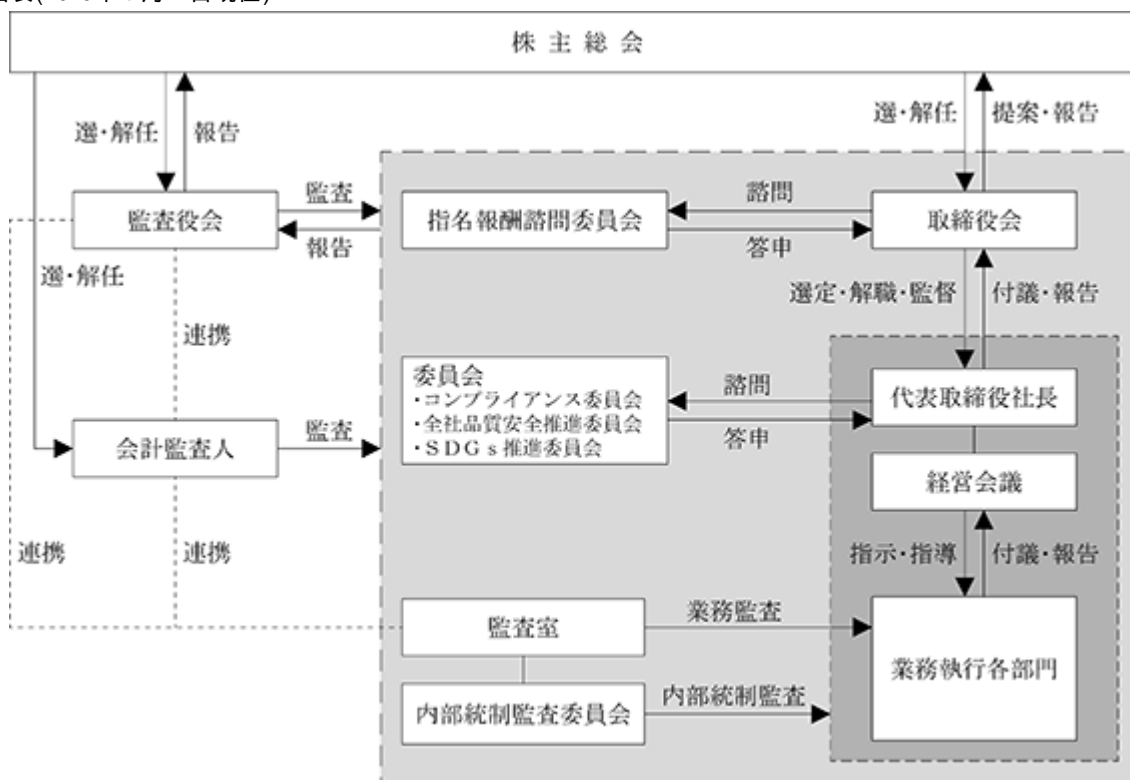 株主総会
選・解任
報告
選・解任
提案・報告
監査役会
監査
報告
指名報酬諮問委員会
諮問
答申
取締役会
選・解任
連携
選定・解職・監督
付議・報告
委員会
・コンプライアンス委員会
・全社品質安全推進委員会
・SDGs推進委員会
諮問
答申
代表取締役社長
会計監査人
監査
経営会議
連携
連携
指示・指導
付議・報告
監査室
業務監査
業務執行各部門
内部統制監査委員会
内部統制監査